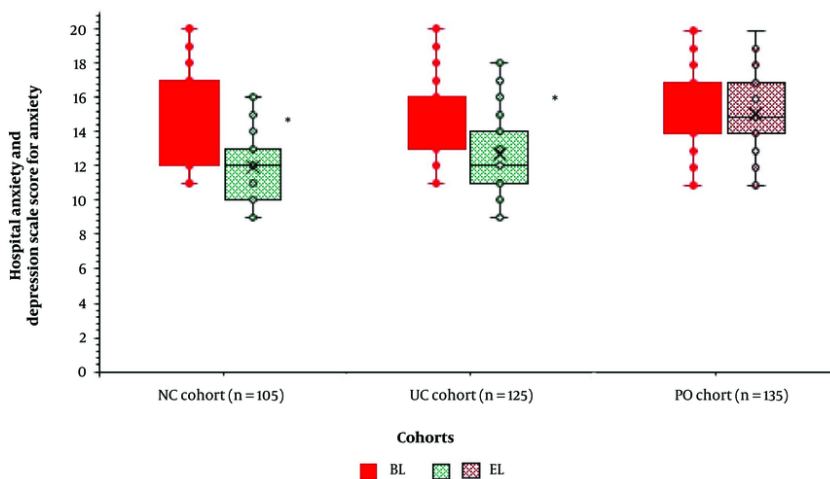 Hospital anxiety and
depression scale score for anxiety
20
18
16
14
12
10
8
6
4
2
0
*
*
NC cohort (n = 105)
UC cohort (n = 125)
PO chort (n = 135)
Cohorts
BL
EL